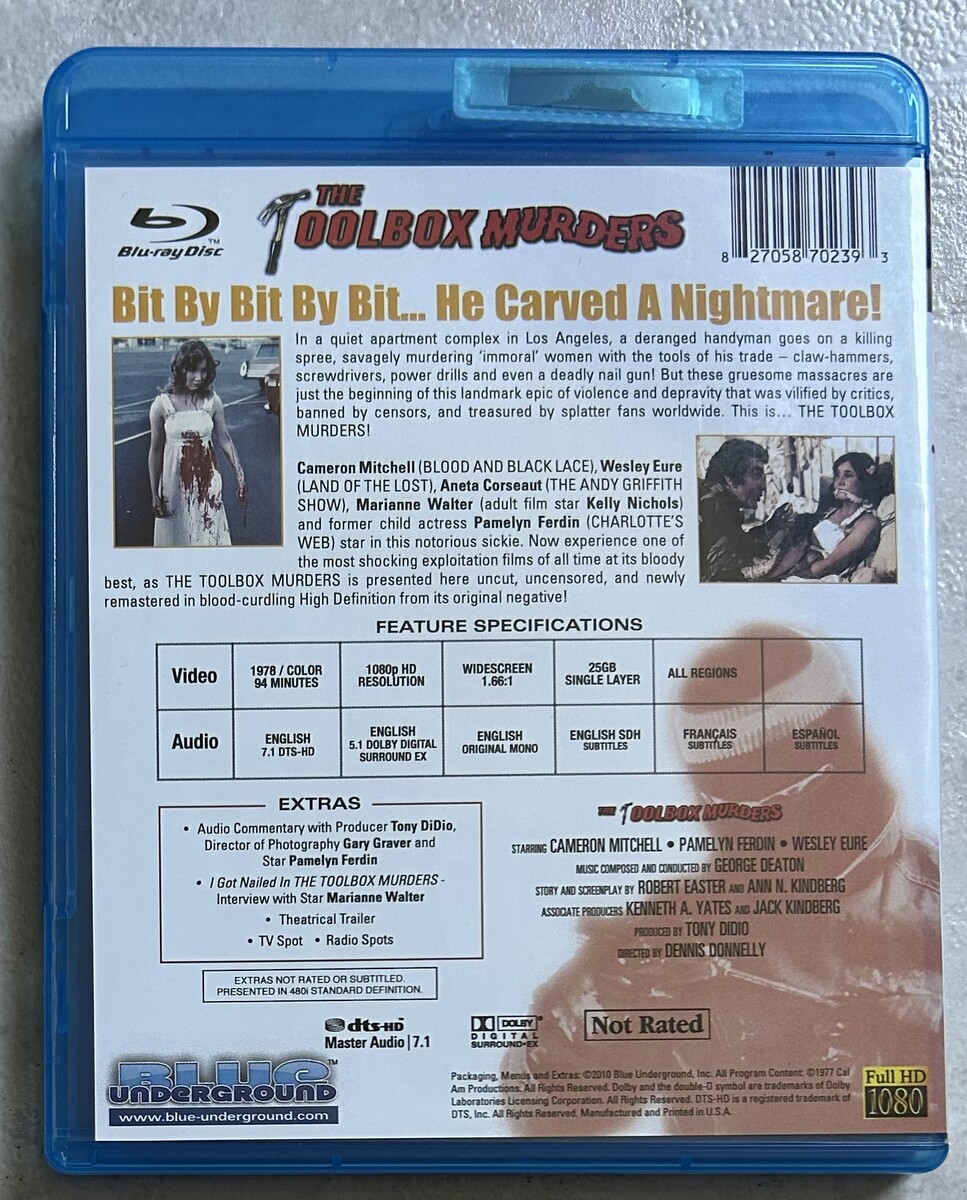 Blu-ray Disc™
THE
TOOLBOX MURDERS
8 27058 70239 3
Bit By Bit By Bit... He Carved A Nightmare!
In a quiet apartment complex in Los Angeles, a deranged handyman goes on a killing
spree, savagely murdering 'immoral' women with the tools of his trade – claw-hammers,
screwdrivers, power drills and even a deadly nail gun! But these gruesome massacres are
just the beginning of this landmark epic of violence and depravity that was vilified by critics,
banned by censors, and treasured by splatter fans worldwide. This is... THE TOOLBOX
MURDERS!
Cameron Mitchell (BLOOD AND BLACK LACE), Wesley Eure
(LAND OF THE LOST), Aneta Corseaut (THE ANDY GRIFFITH
SHOW), Marianne Walter (adult film star Kelly Nichols)
and former child actress Pamelyn Ferdin (CHARLOTTE'S
WEB) star in this notorious sickie. Now experience one of
the most shocking exploitation films of all time at its bloody
best, as THE TOOLBOX MURDERS is presented here uncut, uncensored, and newly
remastered in blood-curdling High Definition from its original negative!
FEATURE SPECIFICATIONS
Video
1978 / COLOR
94 MINUTES
1080p HD
RESOLUTION
WIDESCREEN
1.66:1
25GB
SINGLE LAYER
ALL REGIONS
Audio
ENGLISH
7.1 DTS-HD
ENGLISH
5.1 DOLBY DIGITAL
SURROUND EX
ENGLISH
ORIGINAL MONO
ENGLISH SDH
SUBTITLES
FRANÇAIS
SUBTITLES
ESPAÑOL
SUBTITLES
EXTRAS
• Audio Commentary with Producer Tony DiDio,
Director of Photography Gary Graver and
Star Pamelyn Ferdin
• I Got Nailed In THE TOOLBOX MURDERS -
Interview with Star Marianne Walter
• Theatrical Trailer
• TV Spot • Radio Spots
EXTRAS NOT RATED OR SUBTITLED.
PRESENTED IN 480i STANDARD DEFINITION.
THE TOOLBOX MURDERS
STARRING CAMERON MITCHELL • PAMELYN FERDIN • WESLEY EURE
MUSIC COMPOSED AND CONDUCTED BY GEORGE DEATON
STORY AND SCREENPLAY BY ROBERT EASTER AND ANN N. KINDBERG
ASSOCIATE PRODUCERS KENNETH A. YATES AND JACK KINDBERG
PRODUCED BY TONY DIDIO
DIRECTED BY DENNIS DONNELLY
dts-HD
Master Audio | 7.1
DOLBY®
DIGITAL
SURROUND•EX
Not Rated
BLUE™
UNDERGROUND
www.blue-underground.com
Packaging, Menus and Extras: ©2010 Blue Underground, Inc. All Program Content: ©1977 Cal
Am Productions. All Rights Reserved. Dolby and the double-D symbol are trademarks of Dolby
Laboratories Licensing Corporation. All Rights Reserved. DTS-HD is a registered trademark of
DTS, Inc. All Rights Reserved. Manufactured and Printed in U.S.A.
Full HD
1080